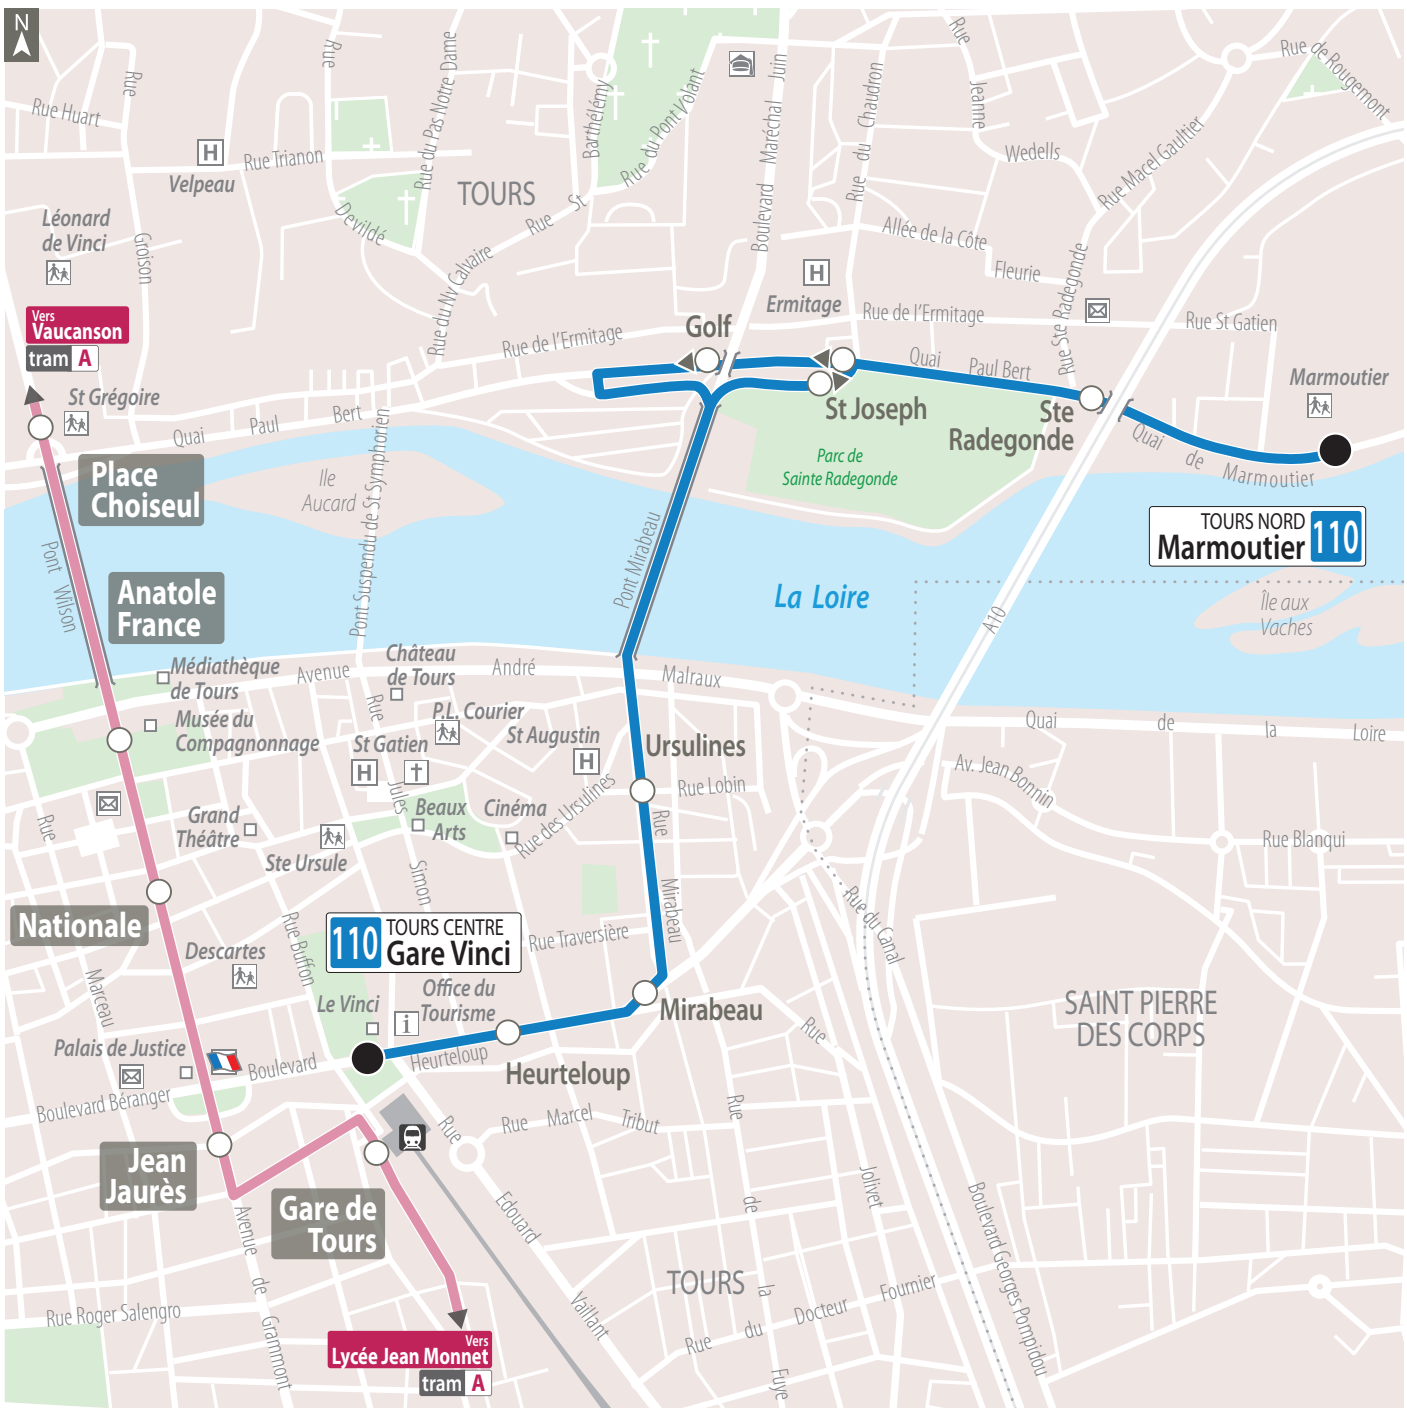 N
Rue Huart
Rue
Rue
Rue Trianon
Velpeau
H
Devildé
Rue du Pas Notre Dame
TOURS
Rue St
Barthélémy
Rue du Pont Volant
Boulevard Maréchal Juin
Rue du Chaudron
Rue
Jeanne
Wedells
Rue de Rougemont
Rue Macel Gaultier
Léonard
de Vinci
Groison
Rue du Nv Calvaire
Allée de la Côte
Fleurie
H
Ermitage
Rue Ste Radegonde
Vers
Vaucanson
tram A
Rue de l'Ermitage
Golf
Rue de l'Ermitage
Rue St Gatien
Quai Paul Bert
Marmoutier
St Grégoire
Quai Paul Bert
St Joseph
Ste
Radegonde
Quai de Marmoutier
Place
Choiseul
Ile
Aucard
Pont Suspendu de St Symphorien
Parc de
Sainte Radegonde
TOURS NORD
Marmoutier 110
Pont Wilson
Pont Mirabeau
La Loire
A10
Île aux
Vaches
Anatole
France
Médiathèque
de Tours
Avenue André Malraux
Château
de Tours
Musée du
Compagnonnage
Rue
Jules
Simon
P.L. Courier
St Gatien
H
St Augustin
H
Ursulines
Rue Lobin
Quai de la Loire
Av. Jean Bonnin
Rue Blanqui
Grand
Théâtre
Beaux
Arts
Cinéma
Rue des Ursulines
Ste Ursule
Rue
Marceau
Rue
Mirabeau
Rue du Canal
Nationale
Rue Buffon
110 TOURS CENTRE
Gare Vinci
Rue Traversière
Descartes
Le Vinci
i
Office du
Tourisme
Mirabeau
SAINT PIERRE
DES CORPS
Palais de Justice
Boulevard Heurteloup
Heurteloup
Boulevard Béranger
Rue
Jolivet
Rue Marcel Tribut
Rue
Edouard
Vaillant
Rue
de
la
Fuye
Jean
Jaurès
Gare de
Tours
Avenue de Grammont
Boulevard Georges Pompidou
TOURS
Rue du Docteur Fournier
Rue Roger Salengro
Vers
Lycée Jean Monnet
tram A